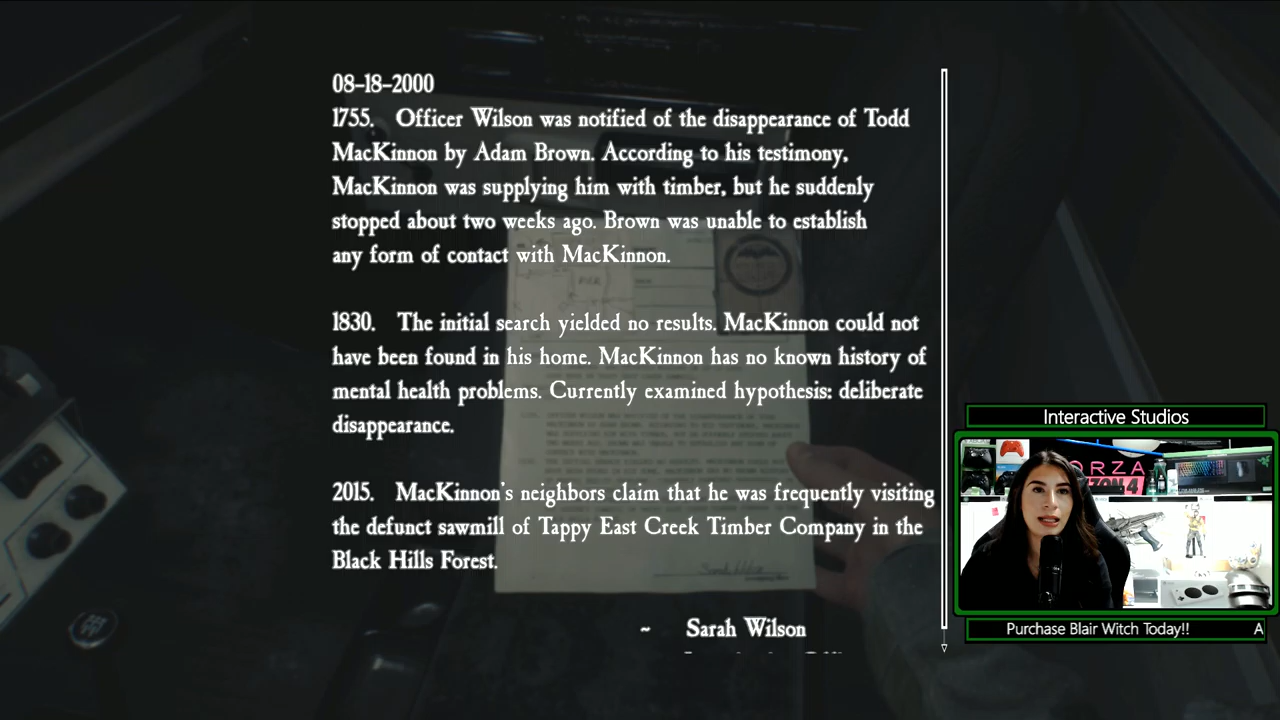 08-18-2000
1755. Officer Wilson was notified of the disappearance of Todd
MacKinnon by Adam Brown. According to his testimony,
MacKinnon was supplying him with timber, but he suddenly
stopped about two weeks ago. Brown was unable to establish
any form of contact with MacKinnon.
1830. The initial search yielded no results. MacKinnon could not
have been found in his home. MacKinnon has no known history of
mental health problems. Currently examined hypothesis: deliberate
disappearance.
2015. MacKinnon's neighbors claim that he was frequently visiting
the defunct sawmill of Tappy East Creek Timber Company in the
Black Hills Forest.
~ Sarah Wilson
Interactive Studios
FORZA
Purchase Blair Witch Today!! A